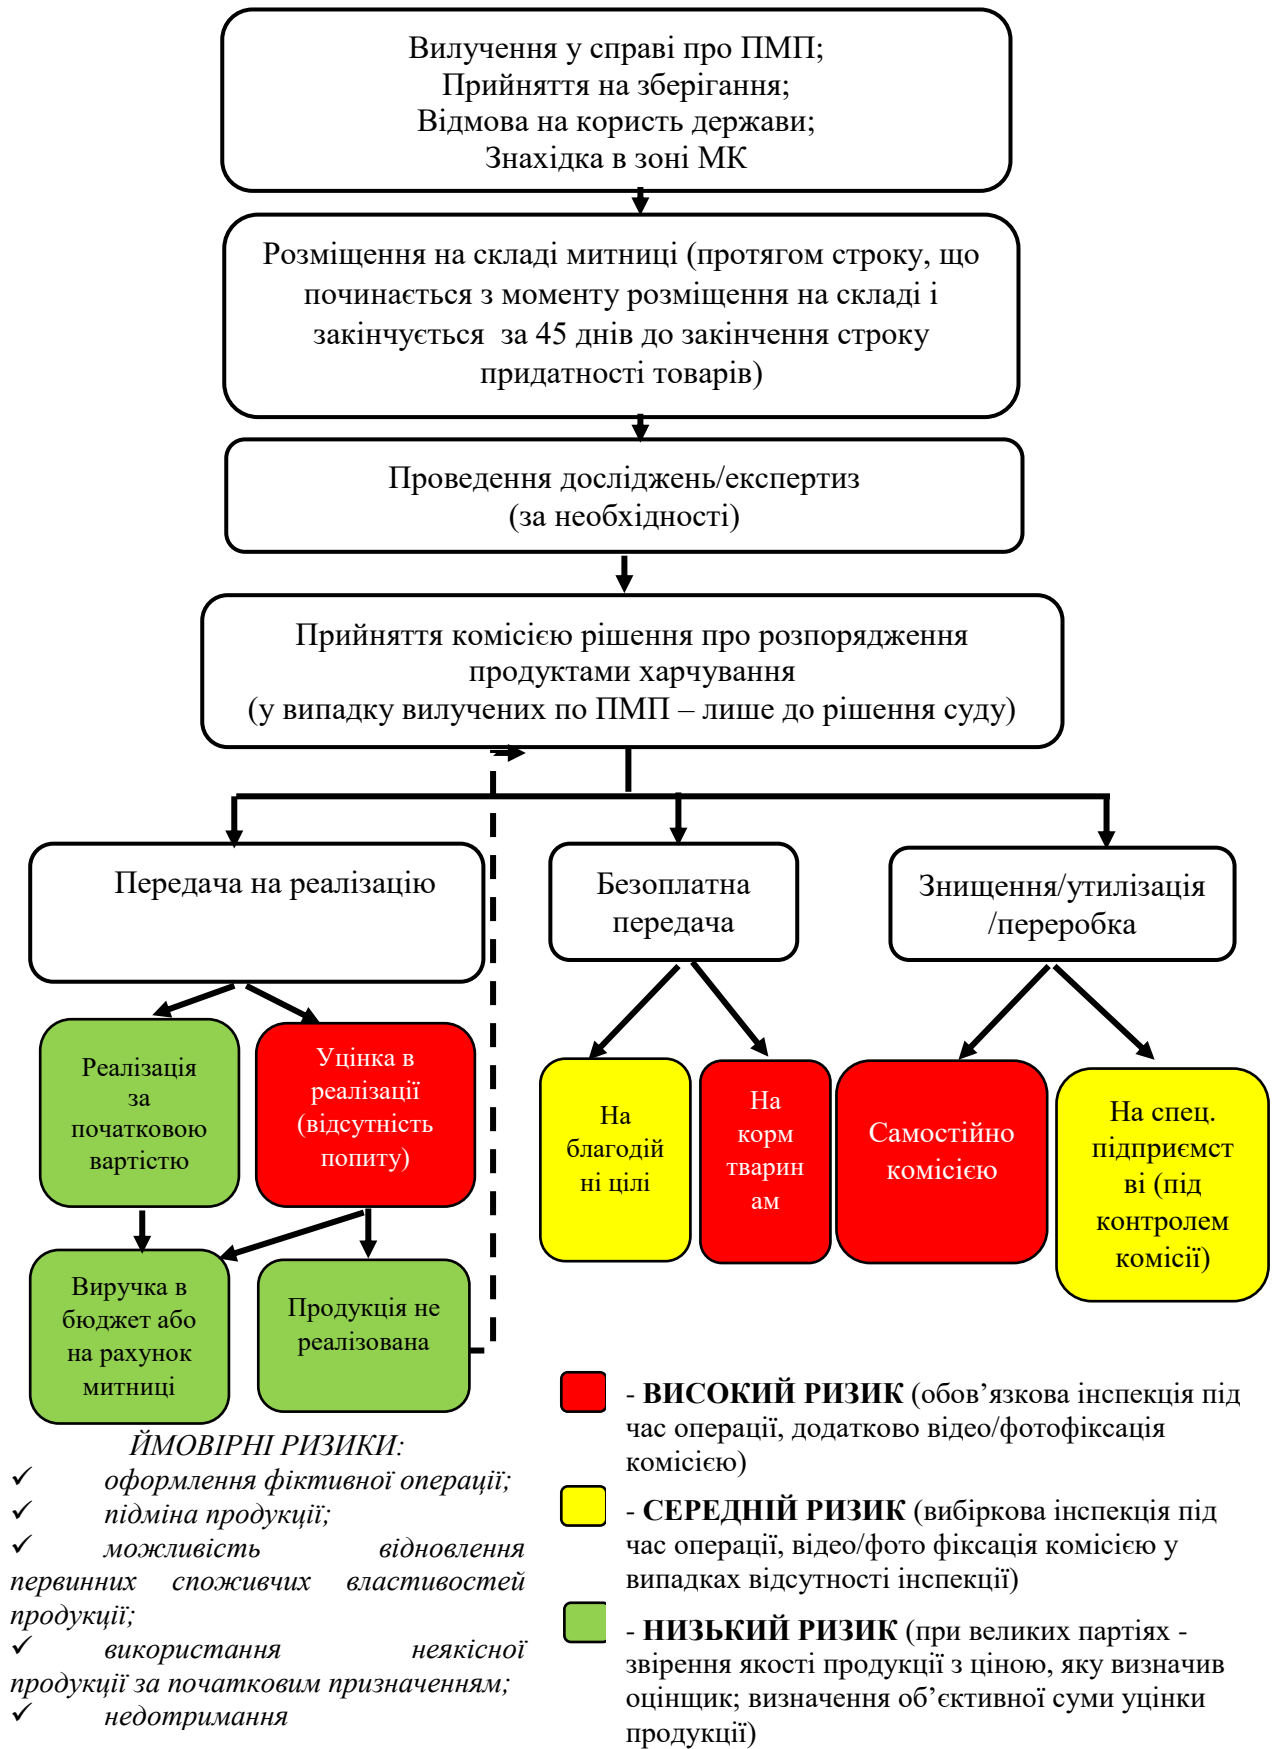 Вилучення у справі про ПМП;
Прийняття на зберігання;
Відмова на користь держави;
Знахідка в зоні МК
Розміщення на складі митниці (протягом строку, що
починається з моменту розміщення на складі і
закінчується за 45 днів до закінчення строку
придатності товарів)
Проведення досліджень/експертиз
(за необхідності)
Прийняття комісією рішення про розпорядження
продуктами харчування
(у випадку вилучених по ПМП – лише до рішення суду)
Передача на реалізацію
Безоплатна
передача
Знищення/утилізація
/переробка
Реалізація
за
початковою
вартістю
Уцінка в
реалізації
(відсутність
попиту)
На
благодій
ні цілі
На
корм
тварин
ам
Самостійно
комісією
На спец.
підприємст
ві (під
контролем
комісії)
Виручка в
бюджет або
на рахунок
митниці
Продукція не
реалізована
ЙМОВІРНІ РИЗИКИ:
✓ оформлення фіктивної операції;
✓ підміна продукції;
✓ можливість відновлення
первинних споживчих властивостей
продукції;
✓ використання неякісної
продукції за початковим призначенням;
✓ недотримання
- ВИСОКИЙ РИЗИК (обов’язкова інспекція під
час операції, додатково відео/фотофіксація
комісією)
- СЕРЕДНІЙ РИЗИК (вибіркова інспекція під
час операції, відео/фото фіксація комісією у
випадках відсутності інспекції)
- НИЗЬКИЙ РИЗИК (при великих партіях -
звірення якості продукції з ціною, яку визначив
оцінщик; визначення об’єктивної суми уцінки
продукції)